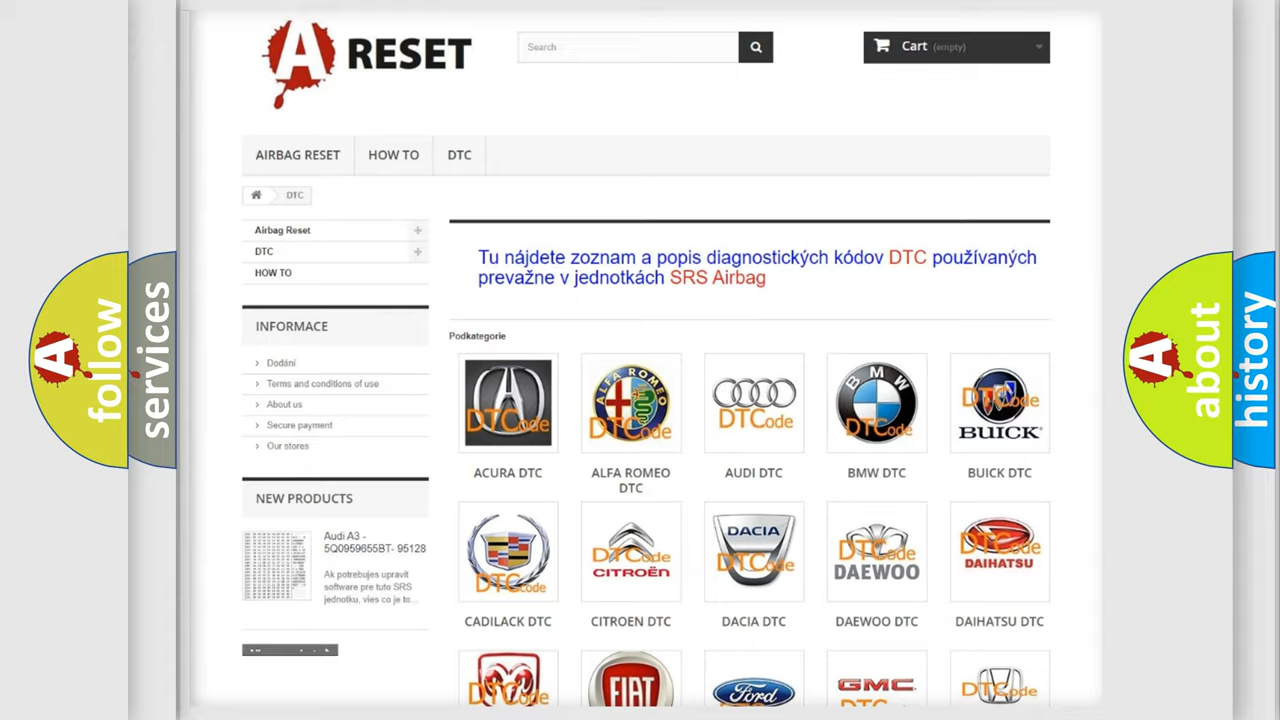 A RESET
Search
Cart (empty)
AIRBAG RESET
HOW TO
DTC
DTC
Airbag Reset
DTC
HOW TO
INFORMACE
Dodání
Terms and conditions of use
About us
Secure payment
Our stores
NEW PRODUCTS
Audi A3 -
5Q0959655BT- 95128
Ak potrebujes upravit
software pre tuto SRS
jednotku, vies co je to...
Tu nájdete zoznam a popis diagnostických kódov DTC používaných
prevažne v jednotkách SRS Airbag
Podkategorie
DTCode
ALFA ROMEO
DTCode
DTCode
BMW
DTCode
DTCode
BUICK
ACURA DTC
ALFA ROMEO
DTC
AUDI DTC
BMW DTC
BUICK DTC
DTCode
DTCode
CITROËN
DACIA
DTCode
DTCode
DAEWOO
DTCode
DAIHATSU
CADILACK DTC
CITROEN DTC
DACIA DTC
DAEWOO DTC
DAIHATSU DTC
DTCode
FIAT
Ford
GMC
DTCode
A follow
services
A about
history